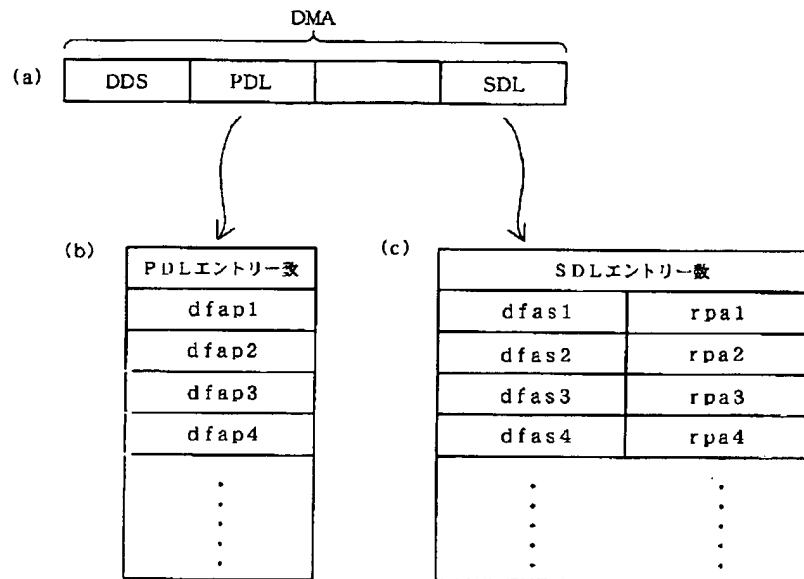 DMA
(a) DDS PDL SDL
(b) (c)
PDLエントリー数 SDLエントリー数
dfap1 dfas1 rpa1
dfap2 dfas2 rpa2
dfap3 dfas3 rpa3
dfap4 dfas4 rpa4